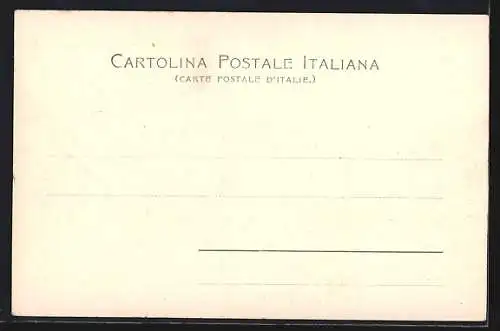 CARTOLINA POSTALE ITALIANA
(CARTE POSTALE D'ITALIE.)